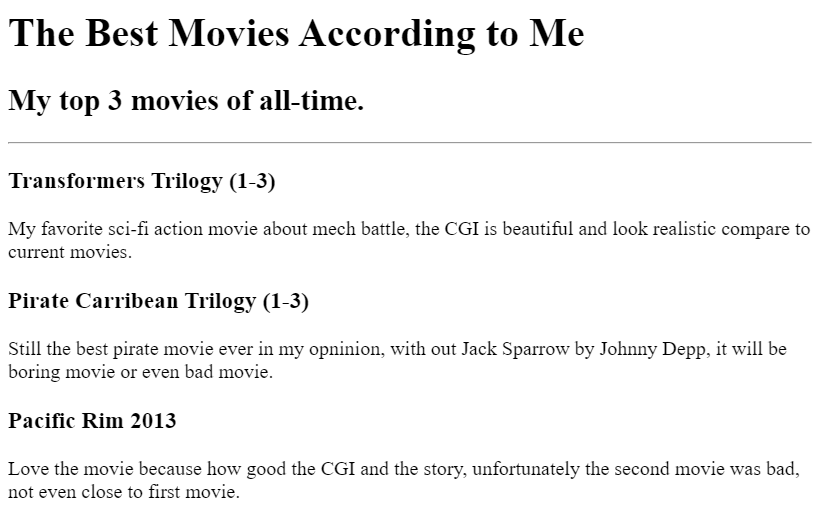 The Best Movies According to Me
My top 3 movies of all-time.
Transformers Trilogy (1-3)
My favorite sci-fi action movie about mech battle, the CGI is beautiful and look realistic compare to
current movies.
Pirate Carribean Trilogy (1-3)
Still the best pirate movie ever in my opninion, with out Jack Sparrow by Johnny Depp, it will be
boring movie or even bad movie.
Pacific Rim 2013
Love the movie because how good the CGI and the story, unfortunately the second movie was bad,
not even close to first movie.